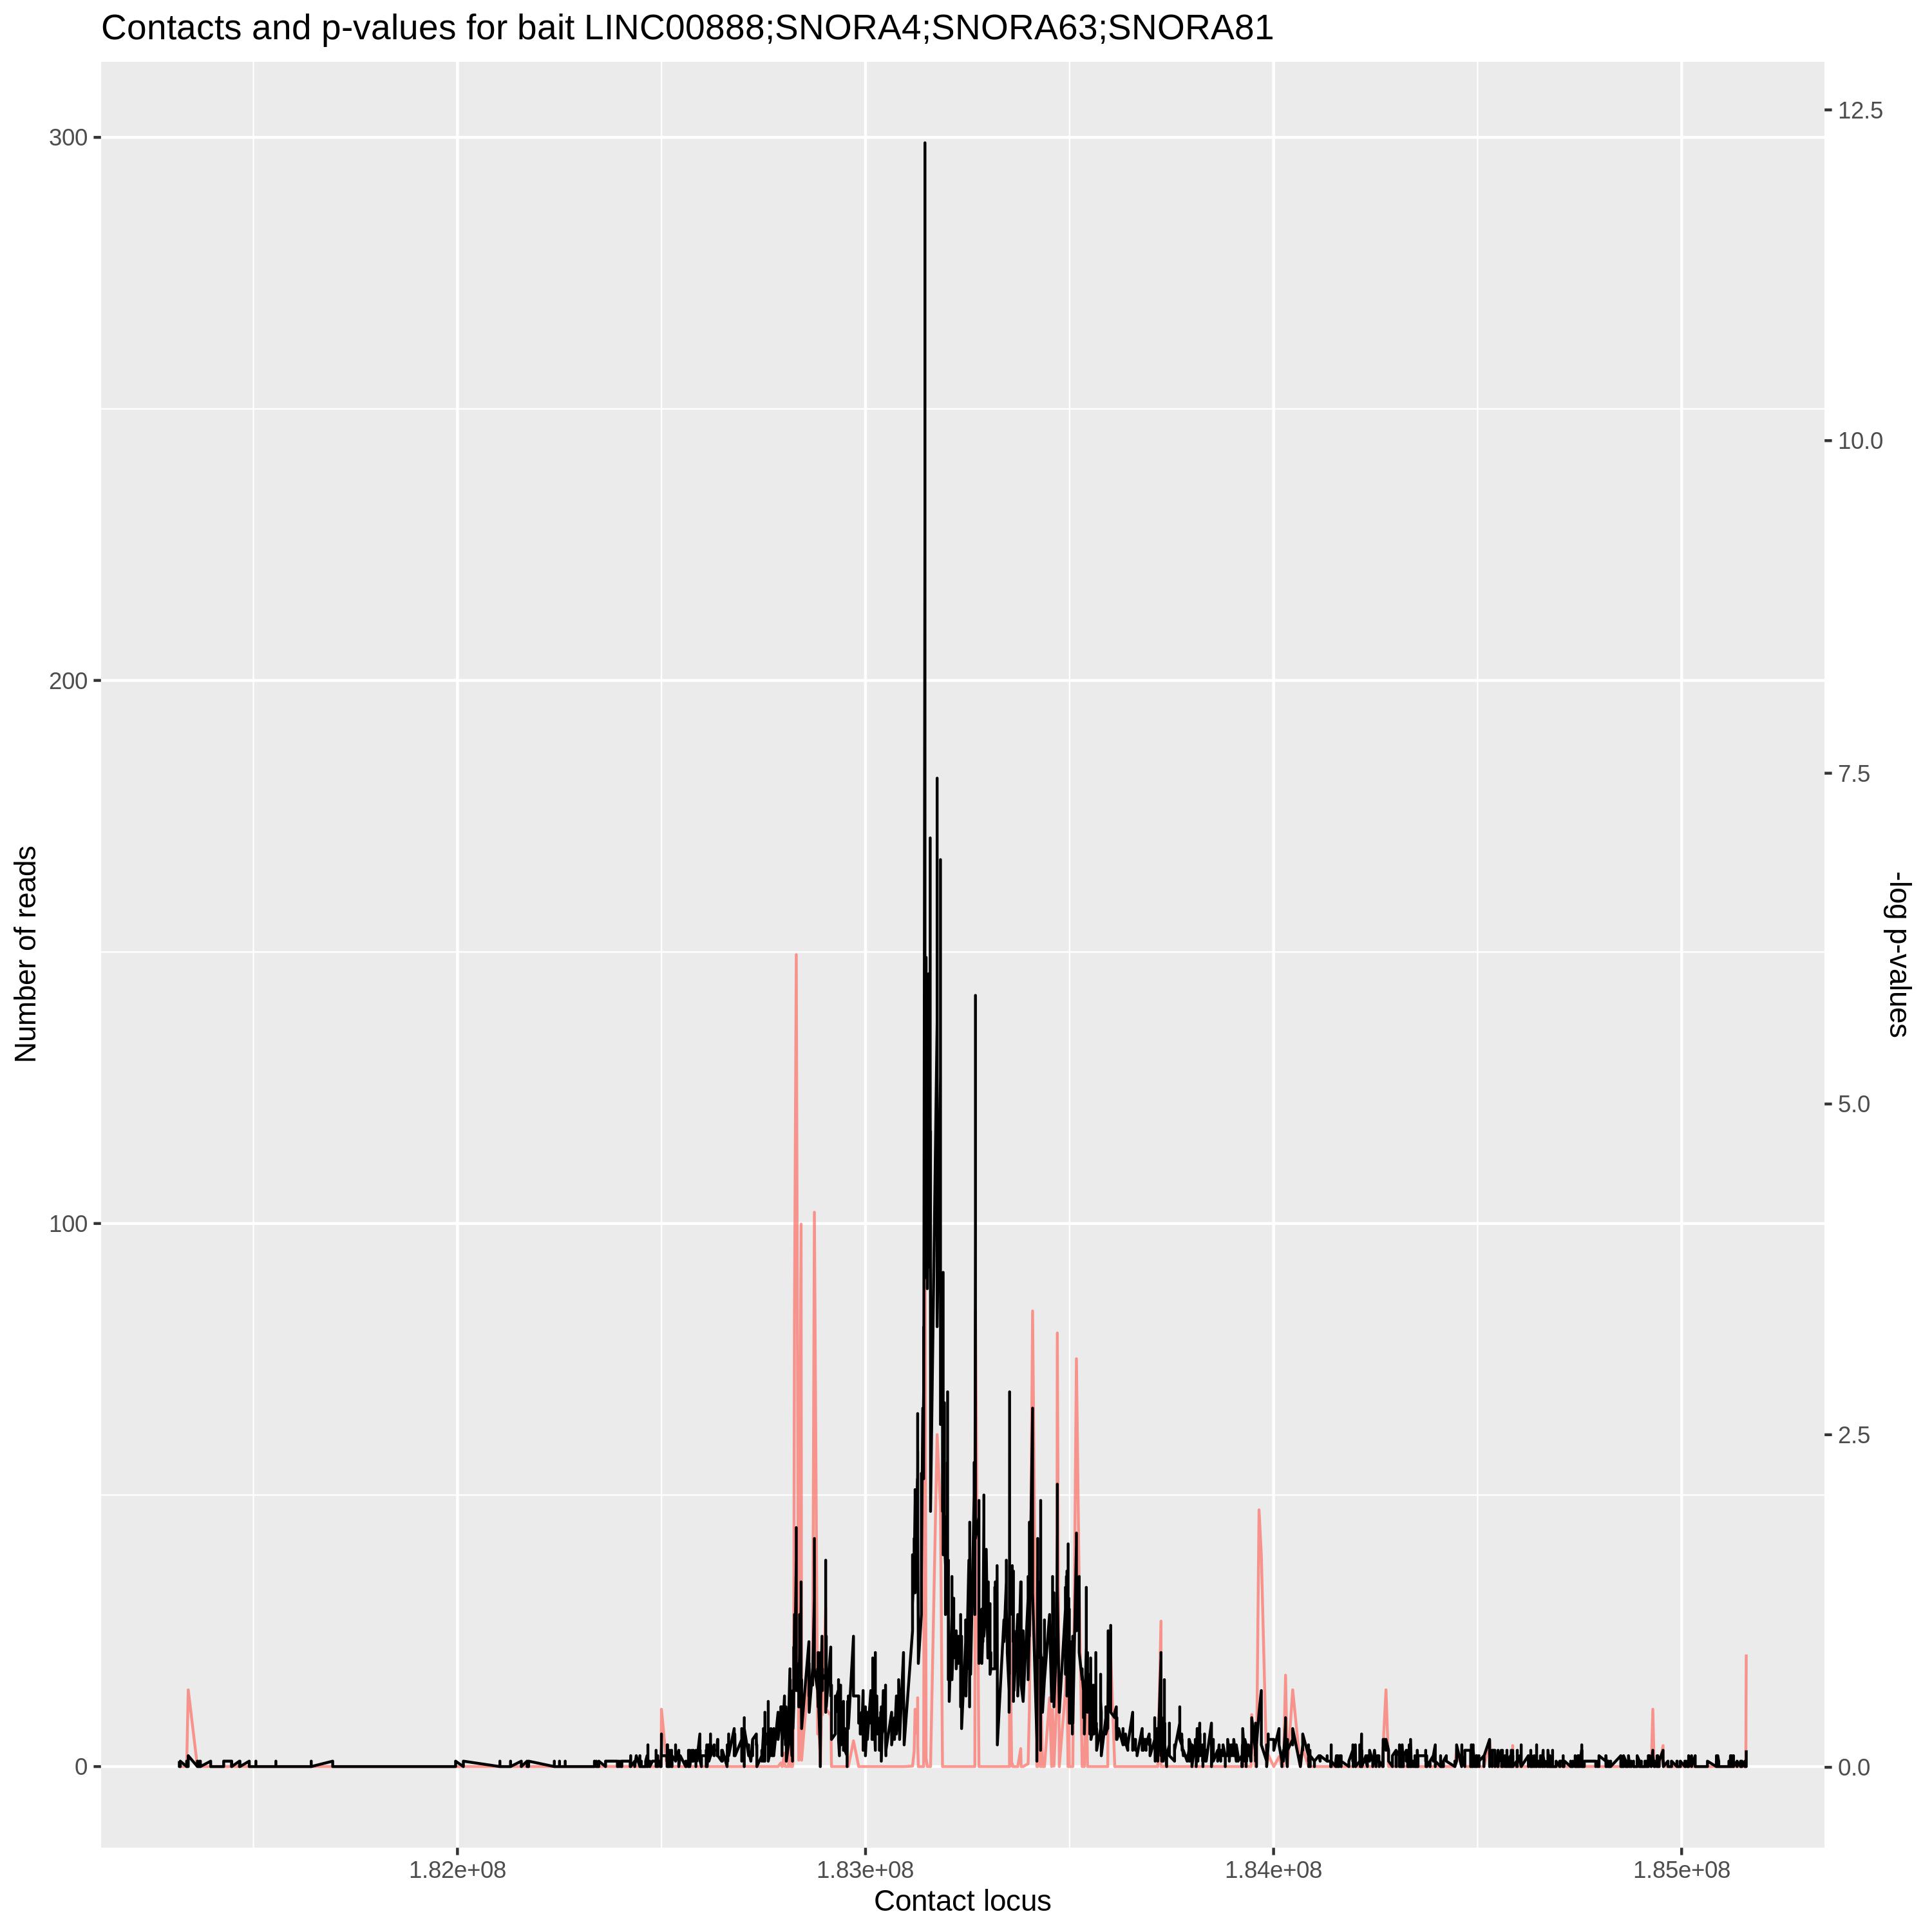 Contacts and p-values for bait LINC00888;SNORA4;SNORA63;SNORA81
300
200
100
0
Number of reads
12.5
10.0
7.5
5.0
2.5
0.0
-log p-values
1.82e+08
1.83e+08
1.84e+08
1.85e+08
Contact locus